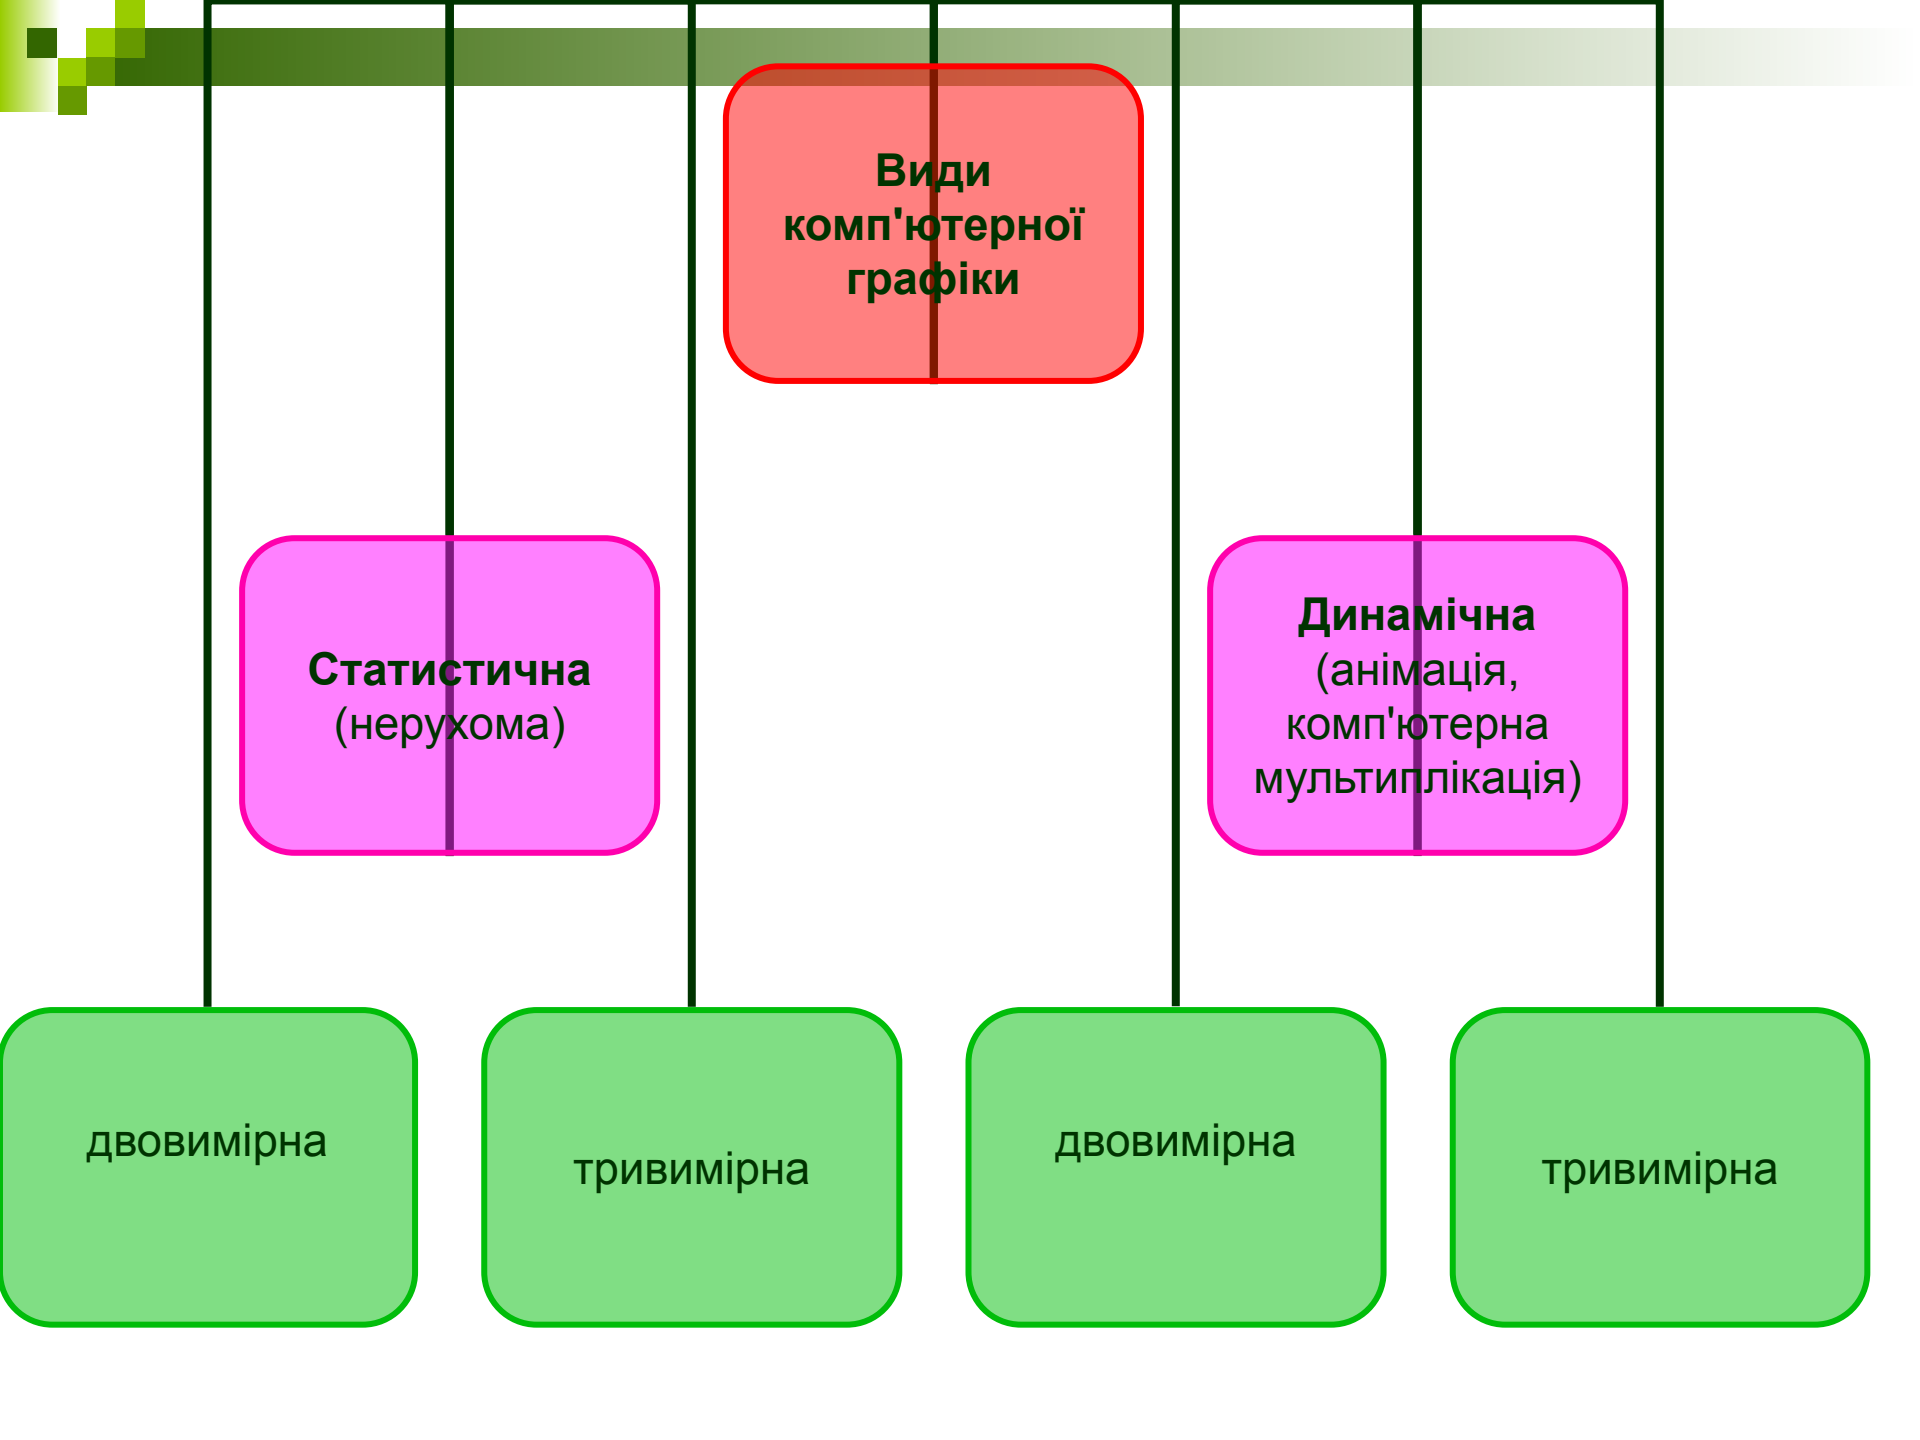 Види
комп'ютерної
графіки
Статистична
(нерухома)
Динамічна
(анімація,
комп'ютерна
мультиплікація)
двовимірна
тривимірна
двовимірна
тривимірна